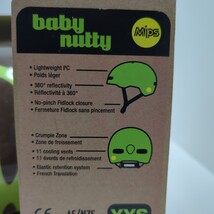 baby
nutty
Mips
• Lightweight PC
• Poids léger
• 360° reflectivity
• Réflectivité à 360°
• No-pinch Fidlock closure
• Fermeture Fidlock sans pincement
• Crumple Zone
• Zone de froissement
• 11 cooling vents
• 11 évents de refroidissement
• Elastic retention system
• French Translation
CE
XXS